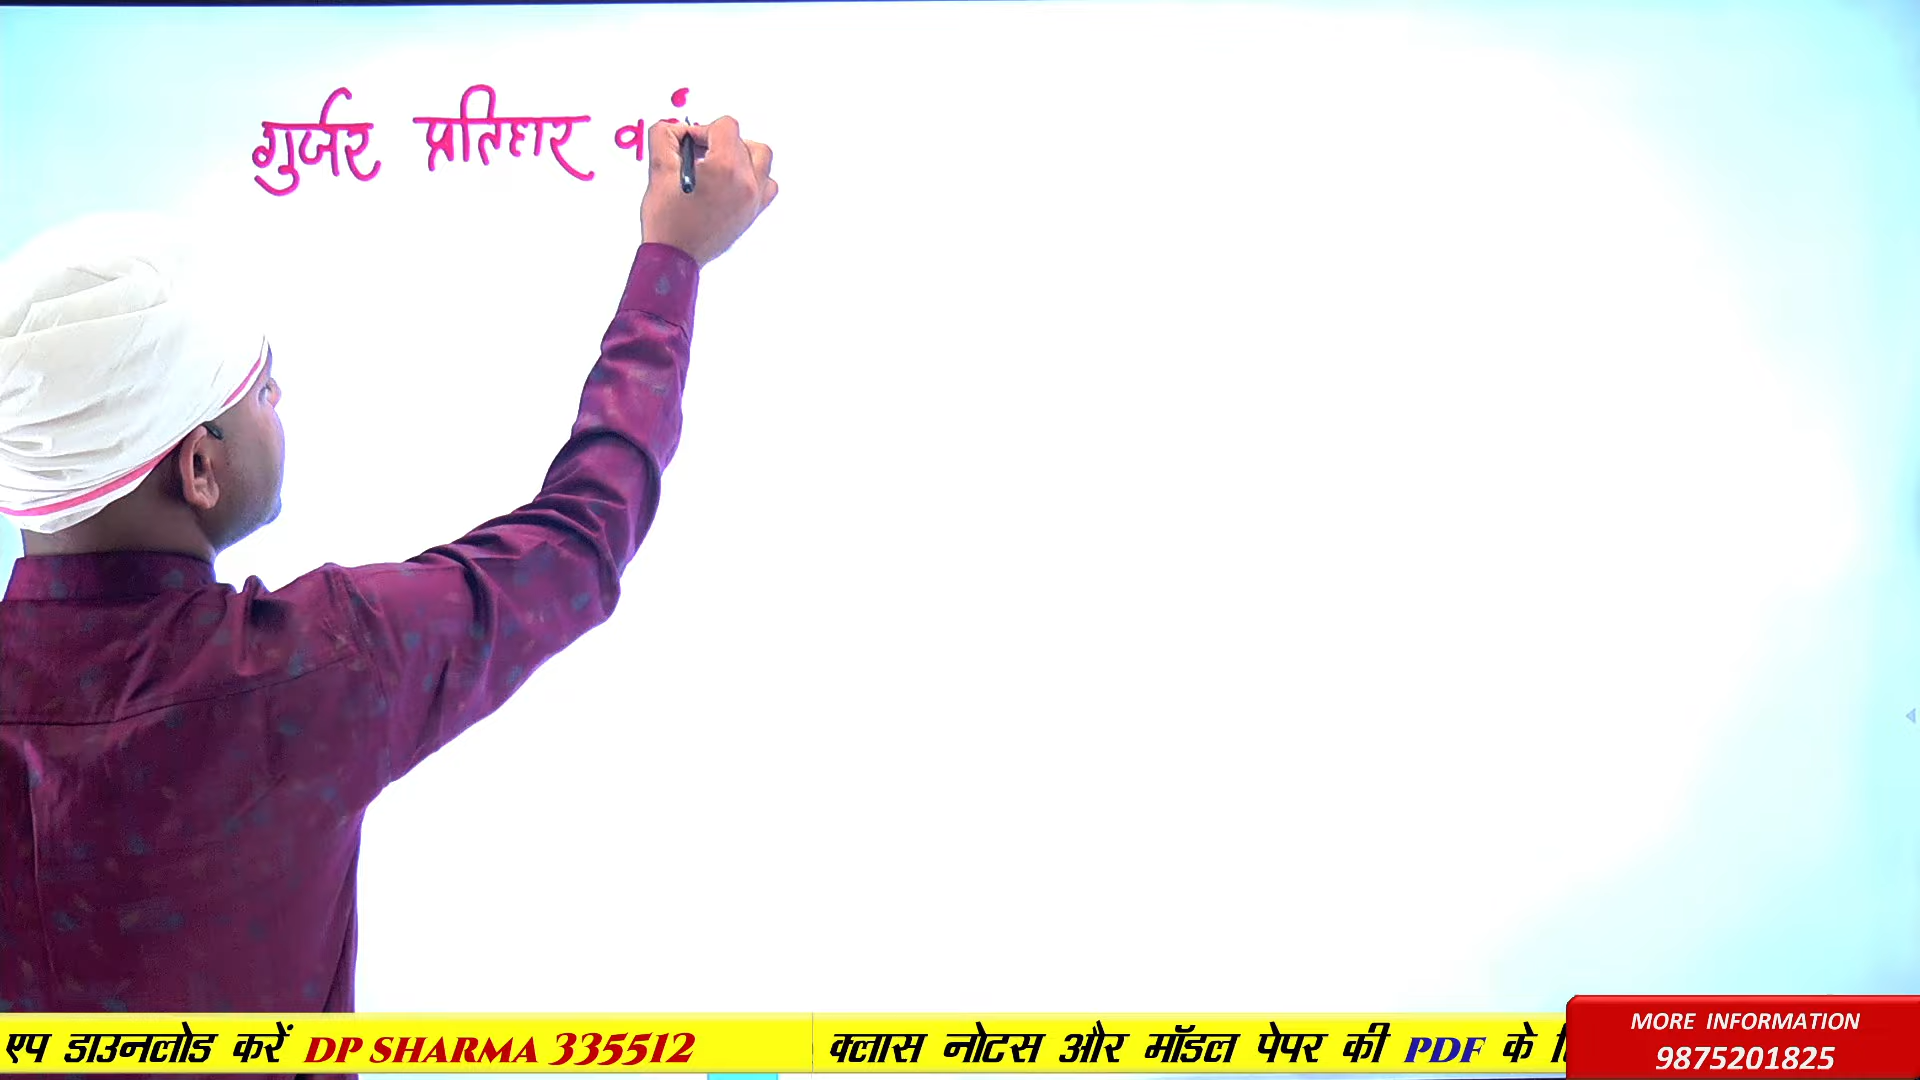 गुर्जर प्रतिहार
एप डाउनलोड करें DP SHARMA 335512
क्लास नोटस और मॉडल पेपर की PDF के
MORE INFORMATION
9875201825